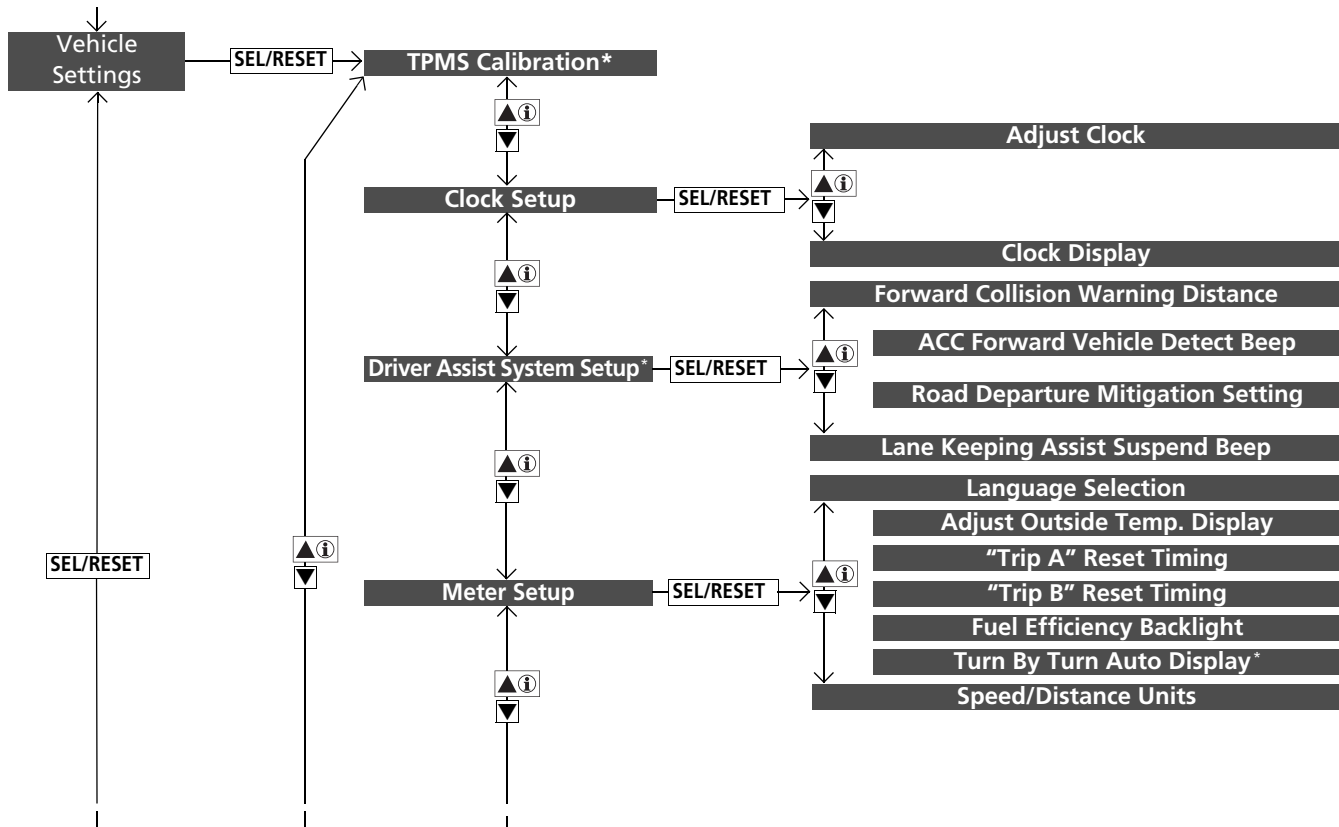 Vehicle
Settings
SEL/RESET
TPMS Calibration*
▲ⓘ
▼
Clock Setup
SEL/RESET
▲ⓘ
▼
Adjust Clock
Clock Display
▲ⓘ
▼
Driver Assist System Setup*
SEL/RESET
▲ⓘ
▼
Forward Collision Warning Distance
ACC Forward Vehicle Detect Beep
Road Departure Mitigation Setting
Lane Keeping Assist Suspend Beep
▲ⓘ
▼
Meter Setup
SEL/RESET
▲ⓘ
▼
Language Selection
Adjust Outside Temp. Display
“Trip A” Reset Timing
“Trip B” Reset Timing
Fuel Efficiency Backlight
Turn By Turn Auto Display*
Speed/Distance Units
SEL/RESET
▲ⓘ
▼
▲ⓘ
▼